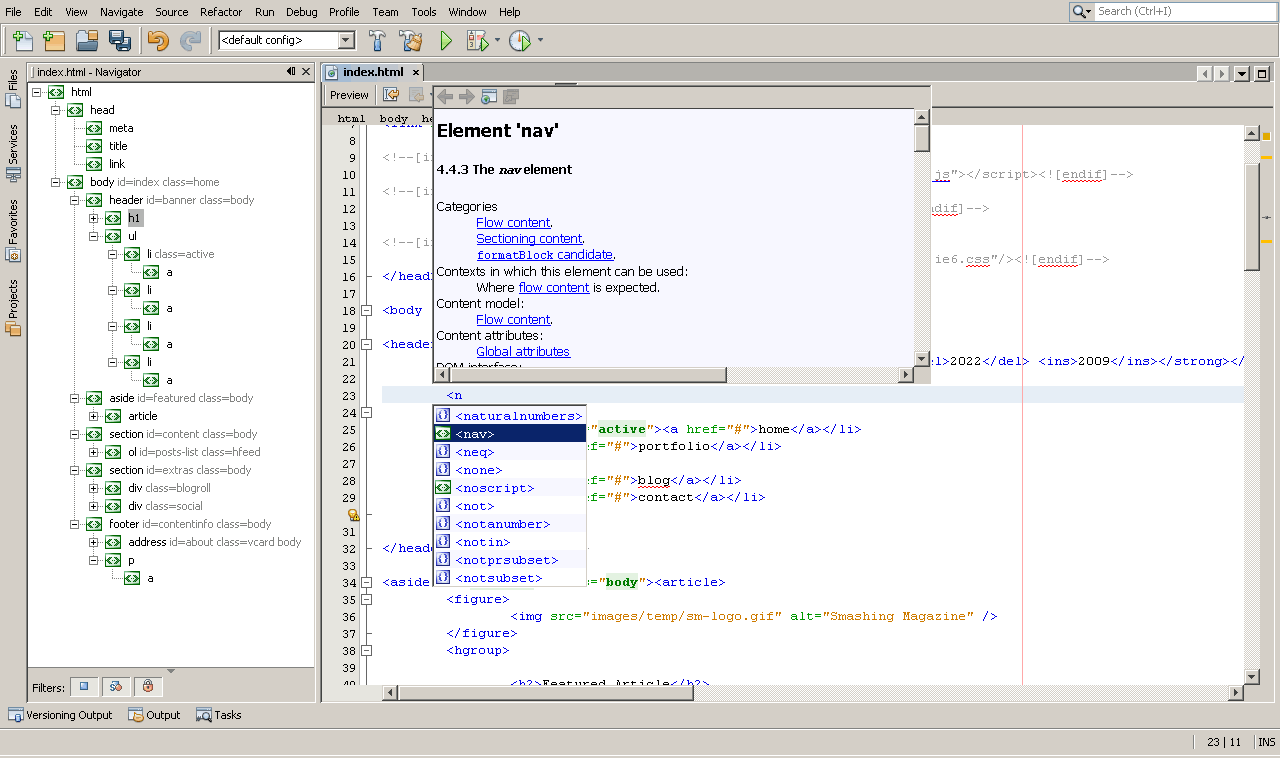 File Edit View Navigate Source Refactor Run Debug Profile Team Tools Window Help
Search (Ctrl+I)
<default config>
Files
Services
Favorites
Projects
index.html - Navigator
html
head
meta
title
link
body id=index class=home
header id=banner class=body
h1
ul
li class=active
a
li
a
li
a
li
a
aside id=featured class=body
article
section id=content class=body
ol id=posts-list class=hfeed
section id=extras class=body
div class=blogroll
div class=social
footer id=contentinfo class=body
address id=about class=vcard body
p
a
Filters:
index.html
Preview
html body he
Element 'nav'
4.4.3 The nav element
Categories
Flow content.
Sectioning content.
formatBlock candidate.
Contexts in which this element can be used:
Where flow content is expected.
Content model:
Flow content.
Content attributes:
Global attributes
DOM interface:
8
9 <!--[i
10 js"></script><![endif]-->
11 <!--[i
12 ndif]-->
13
14 <!--[i
15 ie6.css"/><![endif]-->
16 </head
17
18 <body
19
20 <header
21 el>2022</del> <ins>2009</ins></strong></
22
23 <n
24
25 "active"><a href="#">home</a></li>
26 ef="#">portfolio</a></li>
27
28 ef="#">blog</a></li>
29 ef="#">contact</a></li>
31
32 </heade
33
34 <aside ="body"><article>
35 <figure>
36 <img src="images/temp/sm-logo.gif" alt="Smashing Magazine" />
37 </figure>
38 <hgroup>
39
40 <h2>Featured Article</h2>
<naturalnumbers>
<nav>
<neq>
<none>
<noscript>
<not>
<notanumber>
<notin>
<notprsubset>
<notsubset>
Versioning Output Output Tasks
23 | 11 INS